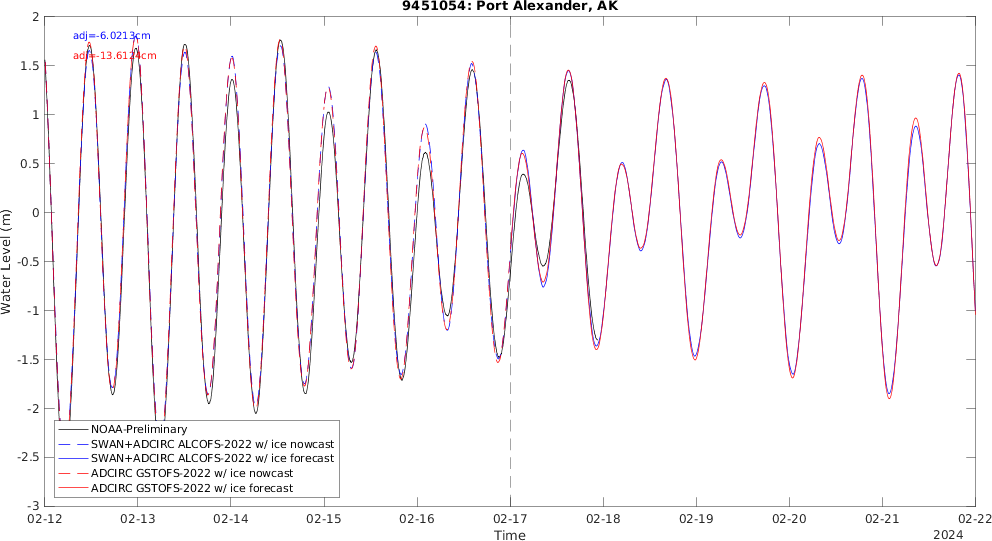 9451054: Port Alexander, AK
adj=-6.0213cm
adj=-13.6124cm
2
1.5
1
0.5
0
-0.5
-1
-1.5
-2
-2.5
-3
Water Level (m)
NOAA-Preliminary
SWAN+ADCIRC ALCOFS-2022 w/ ice nowcast
SWAN+ADCIRC ALCOFS-2022 w/ ice forecast
ADCIRC GSTOFS-2022 w/ ice nowcast
ADCIRC GSTOFS-2022 w/ ice forecast
02-12 02-13 02-14 02-15 02-16 02-17 02-18 02-19 02-20 02-21 02-22
Time
2024